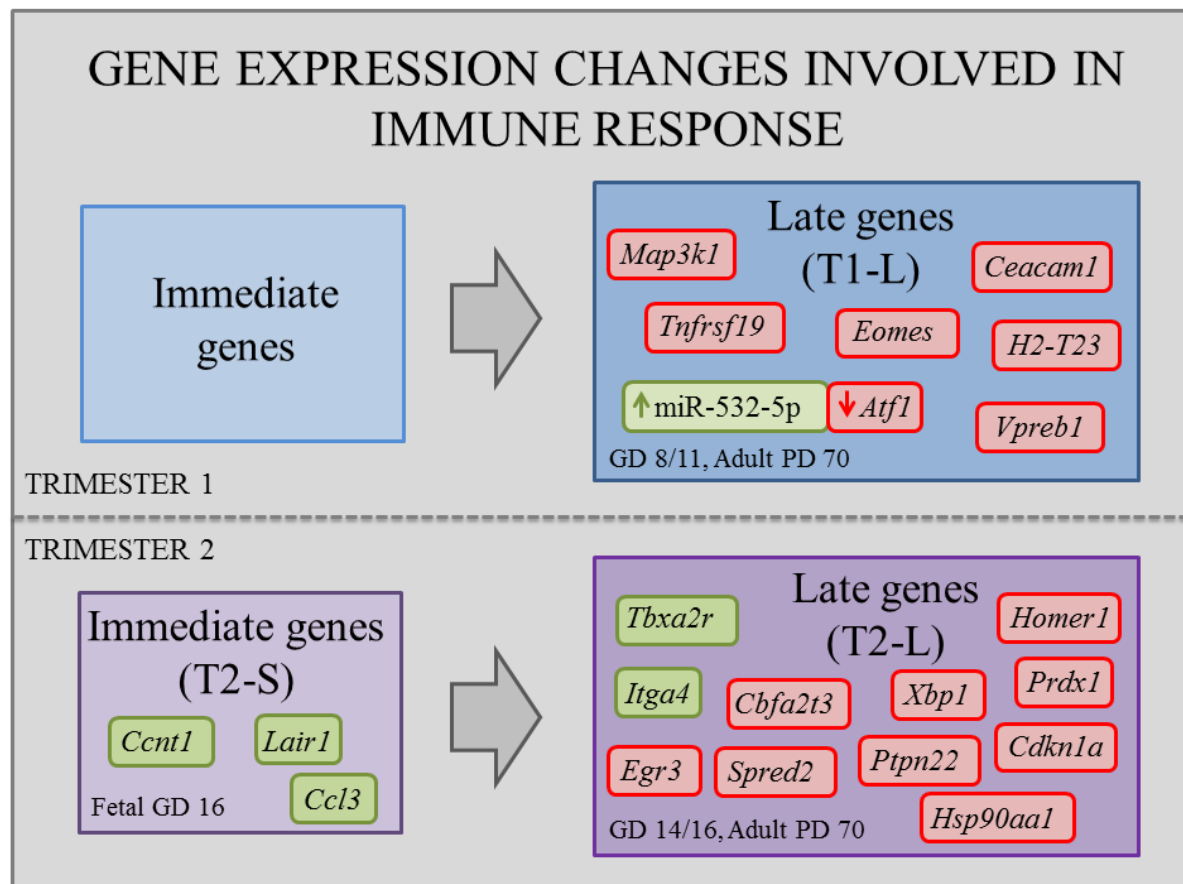 GENE EXPRESSION CHANGES INVOLVED IN
IMMUNE RESPONSE
Immediate
genes
Late genes
(T1-L)
Map3k1
Ceacam1
Tnfrsf19
Eomes
H2-T23
↑miR-532-5p
↓Atf1
Vpreb1
GD 8/11, Adult PD 70
TRIMESTER 1
TRIMESTER 2
Immediate genes
(T2-S)
Ccnt1
Lair1
Ccl3
Fetal GD 16
Late genes
(T2-L)
Tbxa2r
Homer1
Itga4
Cbfa2t3
Xbp1
Prdx1
Egr3
Spred2
Ptpn22
Cdkn1a
Hsp90aa1
GD 14/16, Adult PD 70